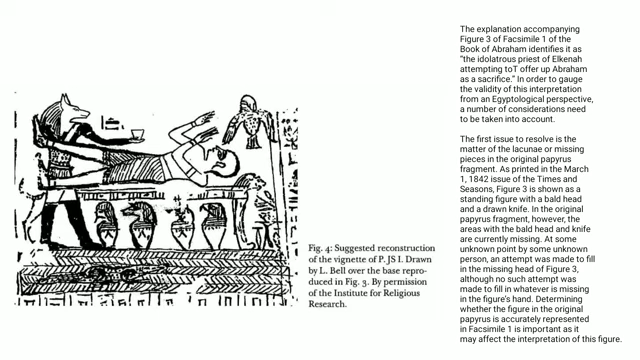 The explanation accompanying
Figure 3 of Facsimile 1 of the
Book of Abraham identifies it as
“the idolatrous priest of Elkenah
attempting toT offer up Abraham
as a sacrifice.” In order to gauge
the validity of this interpretation
from an Egyptological perspective,
a number of considerations need
to be taken into account.
The first issue to resolve is the
matter of the lacunae or missing
pieces in the original papyrus
fragment. As printed in the March
1, 1842 issue of the Times and
Seasons, Figure 3 is shown as a
standing figure with a bald head
and a drawn knife. In the original
papyrus fragment, however, the
areas with the bald head and knife
are currently missing. At some
unknown point by some unknown
person, an attempt was made to fill
in the missing head of Figure 3,
although no such attempt was
made to fill in whatever is missing
in the figure's hand. Determining
whether the figure in the original
papyrus is accurately represented
in Facsimile 1 is important as it
may affect the interpretation of this figure.
Fig. 4: Suggested reconstruction
of the vignette of P. JS I. Drawn
by L. Bell over the base repro-
duced in Fig. 3. By permission
of the Institute for Religious
Research.